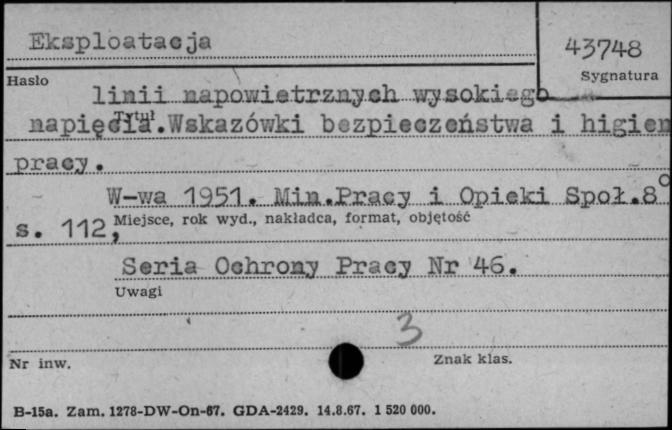 Eksploatacja
43748
Hasło
Sygnatura
linii napowietrznych wysokiego
Tytuł
napięcia. Wskazówki bezpieczeństwa i higien
pracy.
W-wa 1951. Min.Pracy i Opieki Społ.8°
s. 112,
Miejsce, rok wyd., nakładca, format, objętość
Seria Ochrony Pracy Nr 46.
Uwagi
3
Nr inw.
Znak klas.
B-15a. Zam. 1278-DW-On-67. GDA-2429. 14.8.67. 1 520 000.